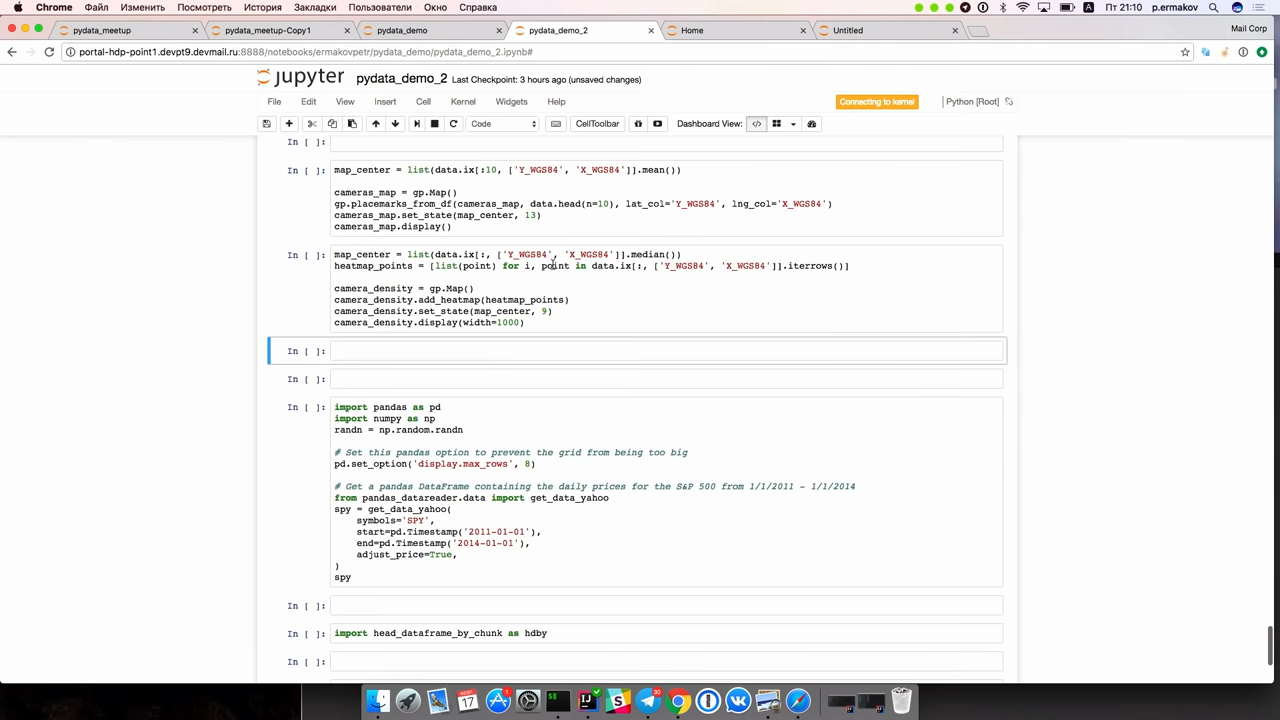 Chrome Файл Изменить Посмотреть История Закладки Пользователи Окно Справка Пт 21:10 p.ermakov
pydata_meetup pydata_meetup-Copy1 pydata_demo pydata_demo_2 Home Untitled Mail Corp
portal-hdp-point1.devpt9.devmail.ru:8888/notebooks/ermakovpetr/pydata_demo/pydata_demo_2.ipynb#
jupyter pydata_demo_2 Last Checkpoint: 3 hours ago (unsaved changes)
File Edit View Insert Cell Kernel Widgets Help Connecting to kernel Python [Root]
Code CellToolbar Dashboard View:
In [ ]:
In [ ]: map_center = list(data.ix[:10, ['Y_WGS84', 'X_WGS84']].mean())
cameras_map = gp.Map()
gp.placemarks_from_df(cameras_map, data.head(n=10), lat_col='Y_WGS84', lng_col='X_WGS84')
cameras_map.set_state(map_center, 13)
cameras_map.display()
In [ ]: map_center = list(data.ix[:, ['Y_WGS84', 'X_WGS84']].median())
heatmap_points = [list(point) for i, point in data.ix[:, ['Y_WGS84', 'X_WGS84']].iterrows()]
camera_density = gp.Map()
camera_density.add_heatmap(heatmap_points)
camera_density.set_state(map_center, 9)
camera_density.display(width=1000)
In [ ]:
In [ ]:
In [ ]: import pandas as pd
import numpy as np
randn = np.random.randn
# Set this pandas option to prevent the grid from being too big
pd.set_option('display.max_rows', 8)
# Get a pandas DataFrame containing the daily prices for the S&P 500 from 1/1/2011 - 1/1/2014
from pandas_datareader.data import get_data_yahoo
spy = get_data_yahoo(
symbols='SPY',
start=pd.Timestamp('2011-01-01'),
end=pd.Timestamp('2014-01-01'),
adjust_price=True,
)
spy
In [ ]:
In [ ]: import head_dataframe_by_chunk as hdby
In [ ]: